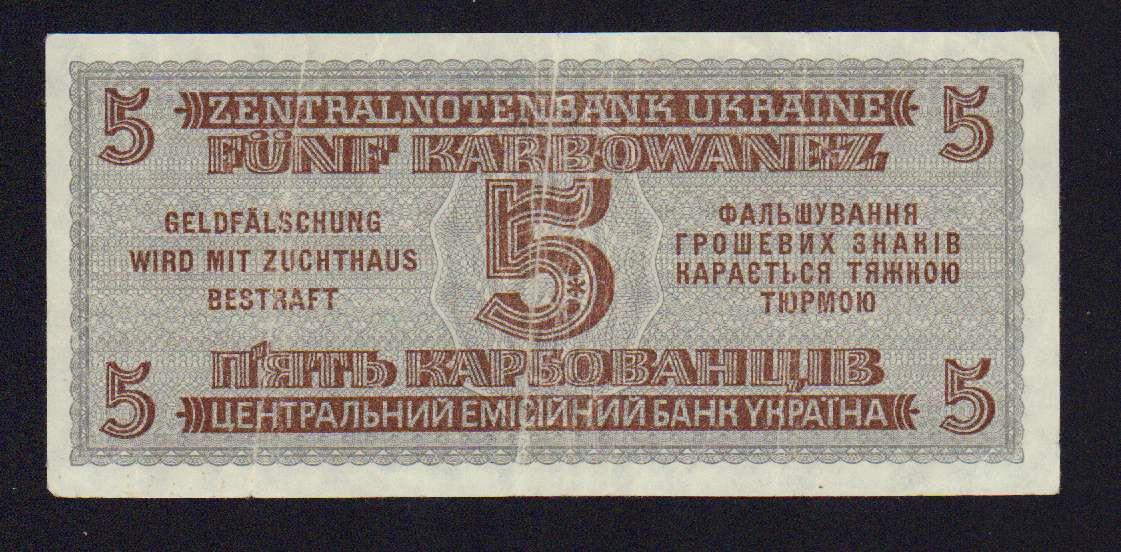 5 ZENTRALNOTENBANK UKRAINE 5
FÜNF KARBOWANEZ
GELDFÄLSCHUNG
WIRD MIT ZUCHTHAUS
BESTRAFT
5
ФАЛЬШУВАННЯ
ГРОШЕВИХ ЗНАКІВ
КАРАЄТЬСЯ ТЯЖКОЮ
ТЮРМОЮ
П'ЯТЬ КАРБОВАНЦІВ
5 ЦЕНТРАЛЬНИЙ ЕМІСІЙНИЙ БАНК УКРАЇНА 5